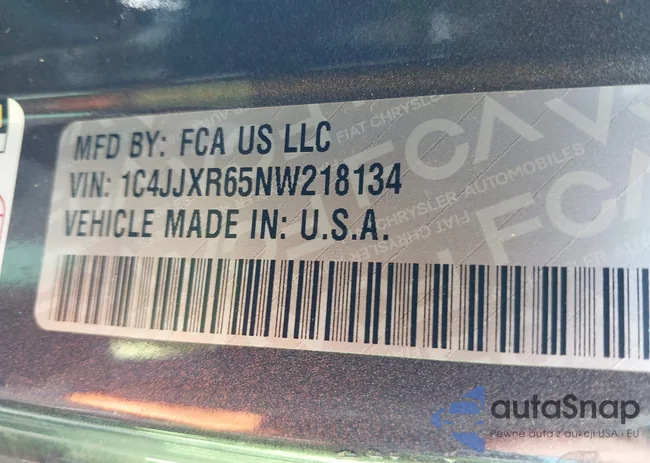 MFD BY: FCA US LLC
VIN: 1C4JJXR65NW218134
VEHICLE MADE IN: U.S.A.
FIAT CHRYSLER AUTOMOBILES
FCA
autaSnap
Pewne auta z aukcji USA i EU